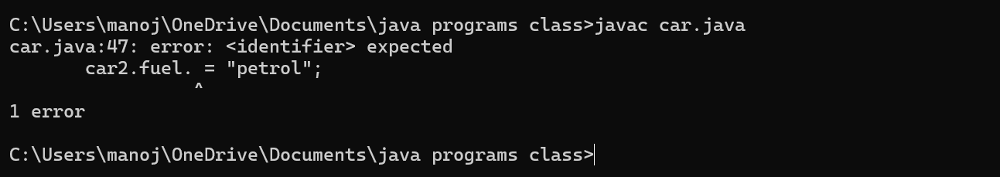 C:\Users\manoj\OneDrive\Documents\java programs class>javac car.java
car.java:47: error: <identifier> expected
        car2.fuel. = "petrol";
                  ^
1 error
C:\Users\manoj\OneDrive\Documents\java programs class>